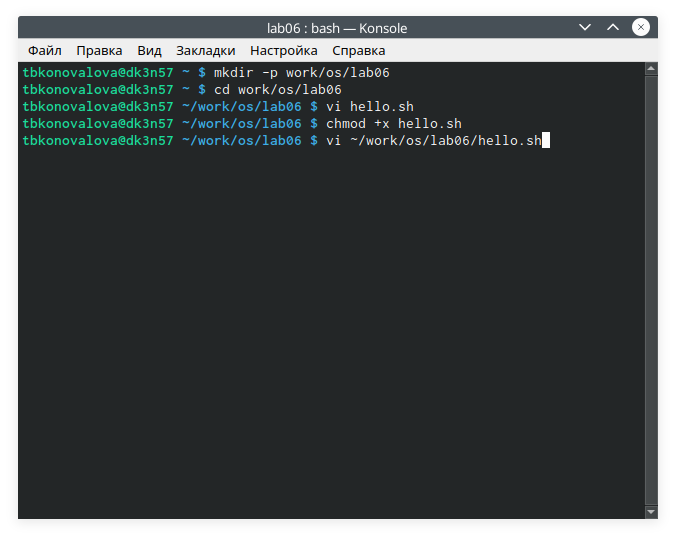 lab06 : bash — Konsole
Файл Правка Вид Закладки Настройка Справка
tbkonovalova@dk3n57 ~ $ mkdir -p work/os/lab06
tbkonovalova@dk3n57 ~ $ cd work/os/lab06
tbkonovalova@dk3n57 ~/work/os/lab06 $ vi hello.sh
tbkonovalova@dk3n57 ~/work/os/lab06 $ chmod +x hello.sh
tbkonovalova@dk3n57 ~/work/os/lab06 $ vi ~/work/os/lab06/hello.sh